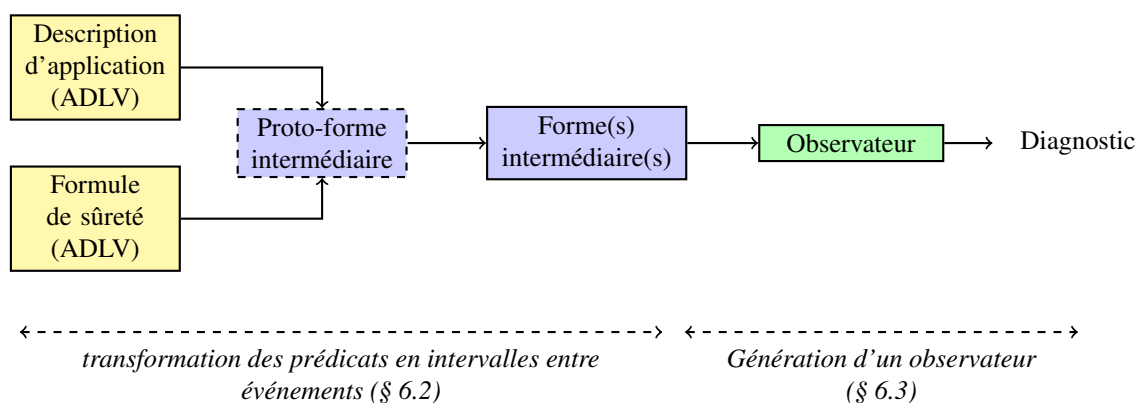 Description
d’application
(ADLV)
Proto-forme
intermédiaire
Forme(s)
intermédiaire(s)
Observateur
Diagnostic
Formule
de sûreté
(ADLV)
transformation des prédicats en intervalles entre
événements (§ 6.2)
Génération d’un observateur
(§ 6.3)